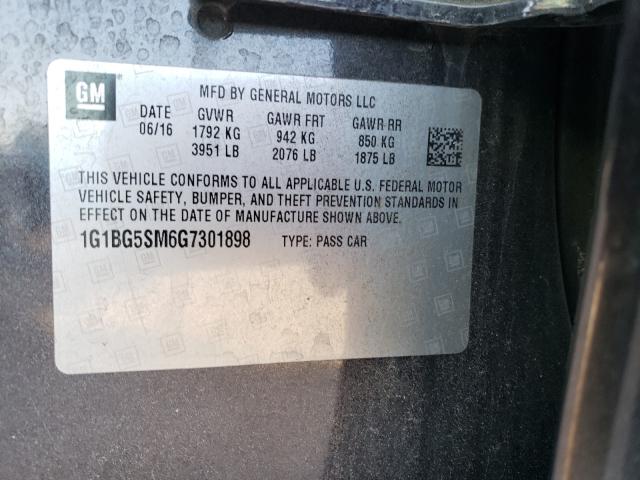 GM
MFD BY GENERAL MOTORS LLC
DATE GVWR GAWR FRT GAWR RR
06/16 1792 KG 942 KG 850 KG
3951 LB 2076 LB 1875 LB
THIS VEHICLE CONFORMS TO ALL APPLICABLE U.S. FEDERAL MOTOR
VEHICLE SAFETY, BUMPER, AND THEFT PREVENTION STANDARDS IN
EFFECT ON THE DATE OF MANUFACTURE SHOWN ABOVE.
1G1BG5SM6G7301898 TYPE: PASS CAR